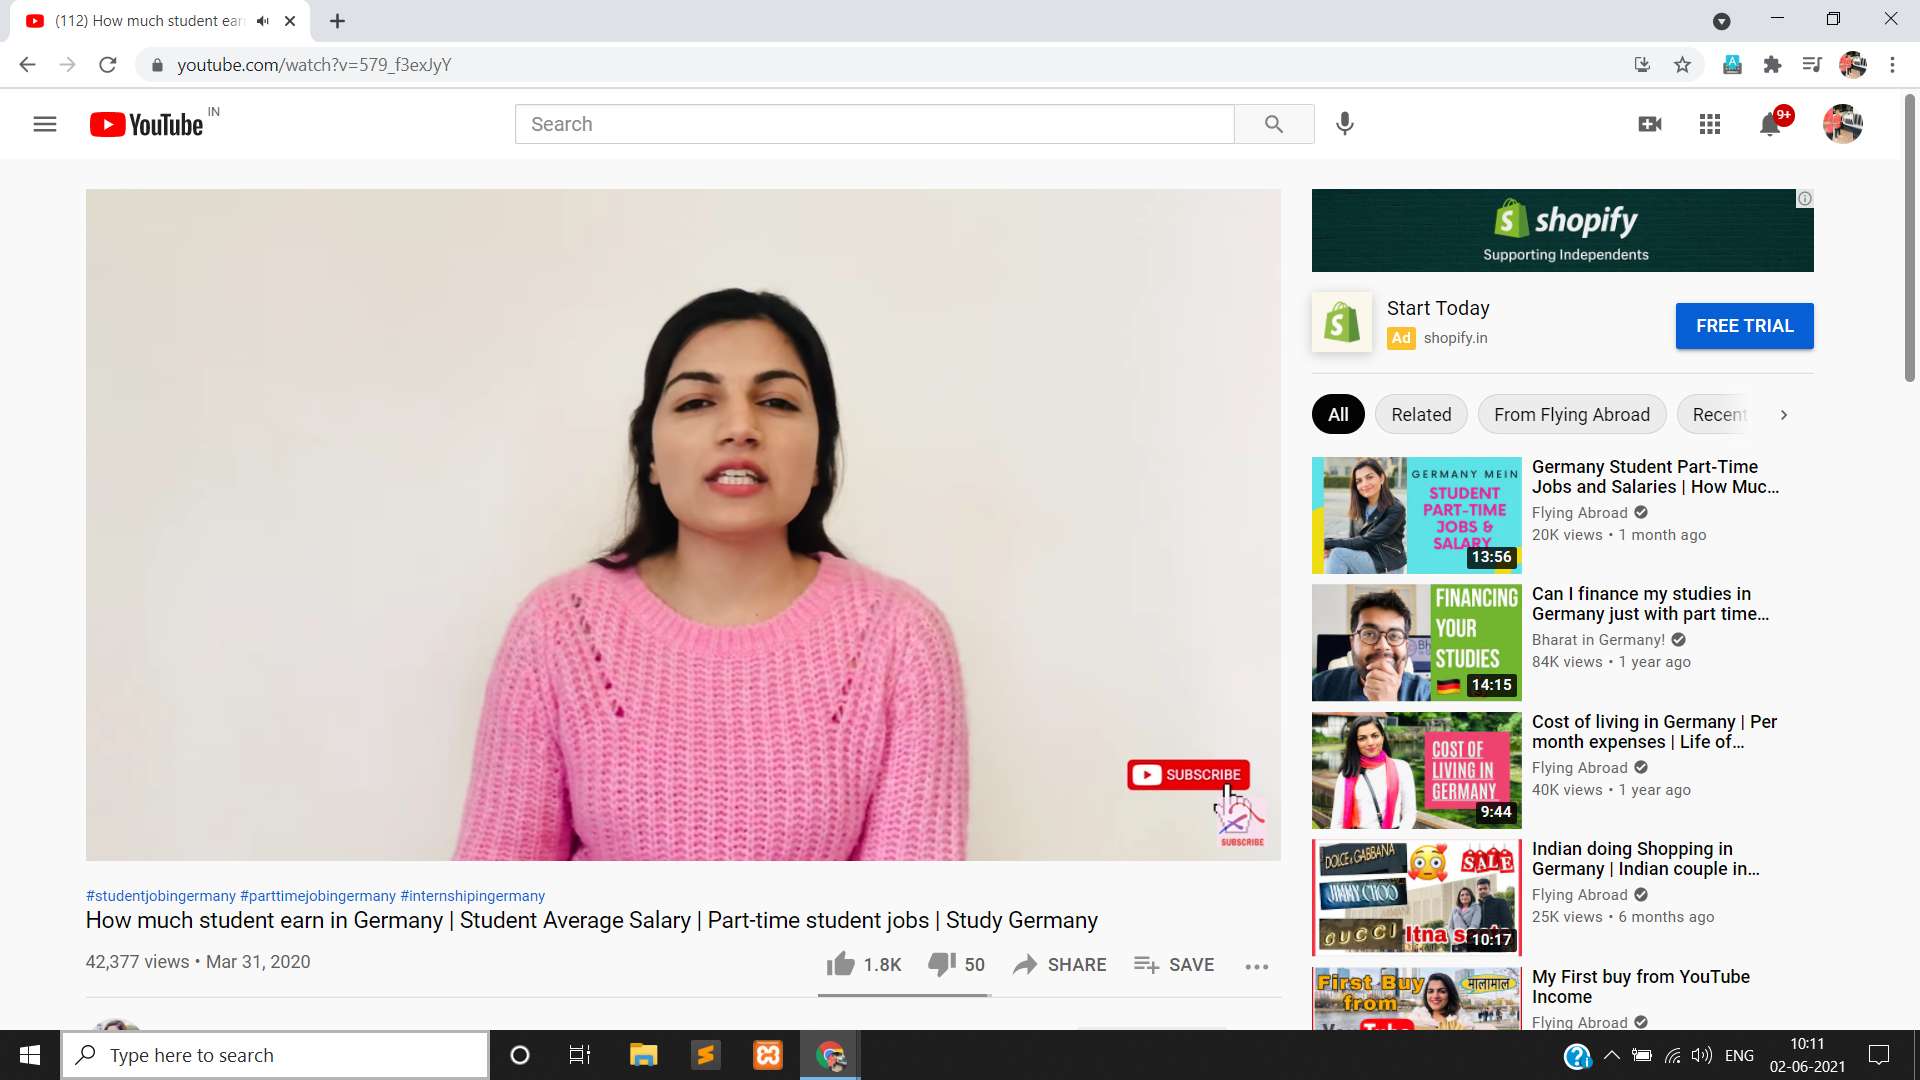 (112) How much student ear
youtube.com/watch?v=579_f3exJyY
YouTube IN
Search
9+
SUBSCRIBE
SUBSCRIBE
#studentjobingermany #parttimejobingermany #internshipingermany
How much student earn in Germany | Student Average Salary | Part-time student jobs | Study Germany
42,377 views • Mar 31, 2020
1.8K
50
SHARE
SAVE
shopify
Supporting Independents
Start Today
Ad shopify.in
FREE TRIAL
All
Related
From Flying Abroad
Recent
GERMANY MEIN
STUDENT
PART-TIME
JOBS &
SALARY
13:56
Germany Student Part-Time
Jobs and Salaries | How Muc...
Flying Abroad
20K views • 1 month ago
FINANCING
YOUR
STUDIES
14:15
Can I finance my studies in
Germany just with part time...
Bharat in Germany!
84K views • 1 year ago
COST OF
LIVING IN
GERMANY
9:44
Cost of living in Germany | Per
month expenses | Life of...
Flying Abroad
40K views • 1 year ago
DOLCE & GABBANA
SALE
JIMMY CHOO
GUCCI
Itna
10:17
Indian doing Shopping in
Germany | Indian couple in...
Flying Abroad
25K views • 6 months ago
First Buy
from
मालामाल
My First buy from YouTube
Income
Flying Abroad
Type here to search
ENG
10:11
02-06-2021